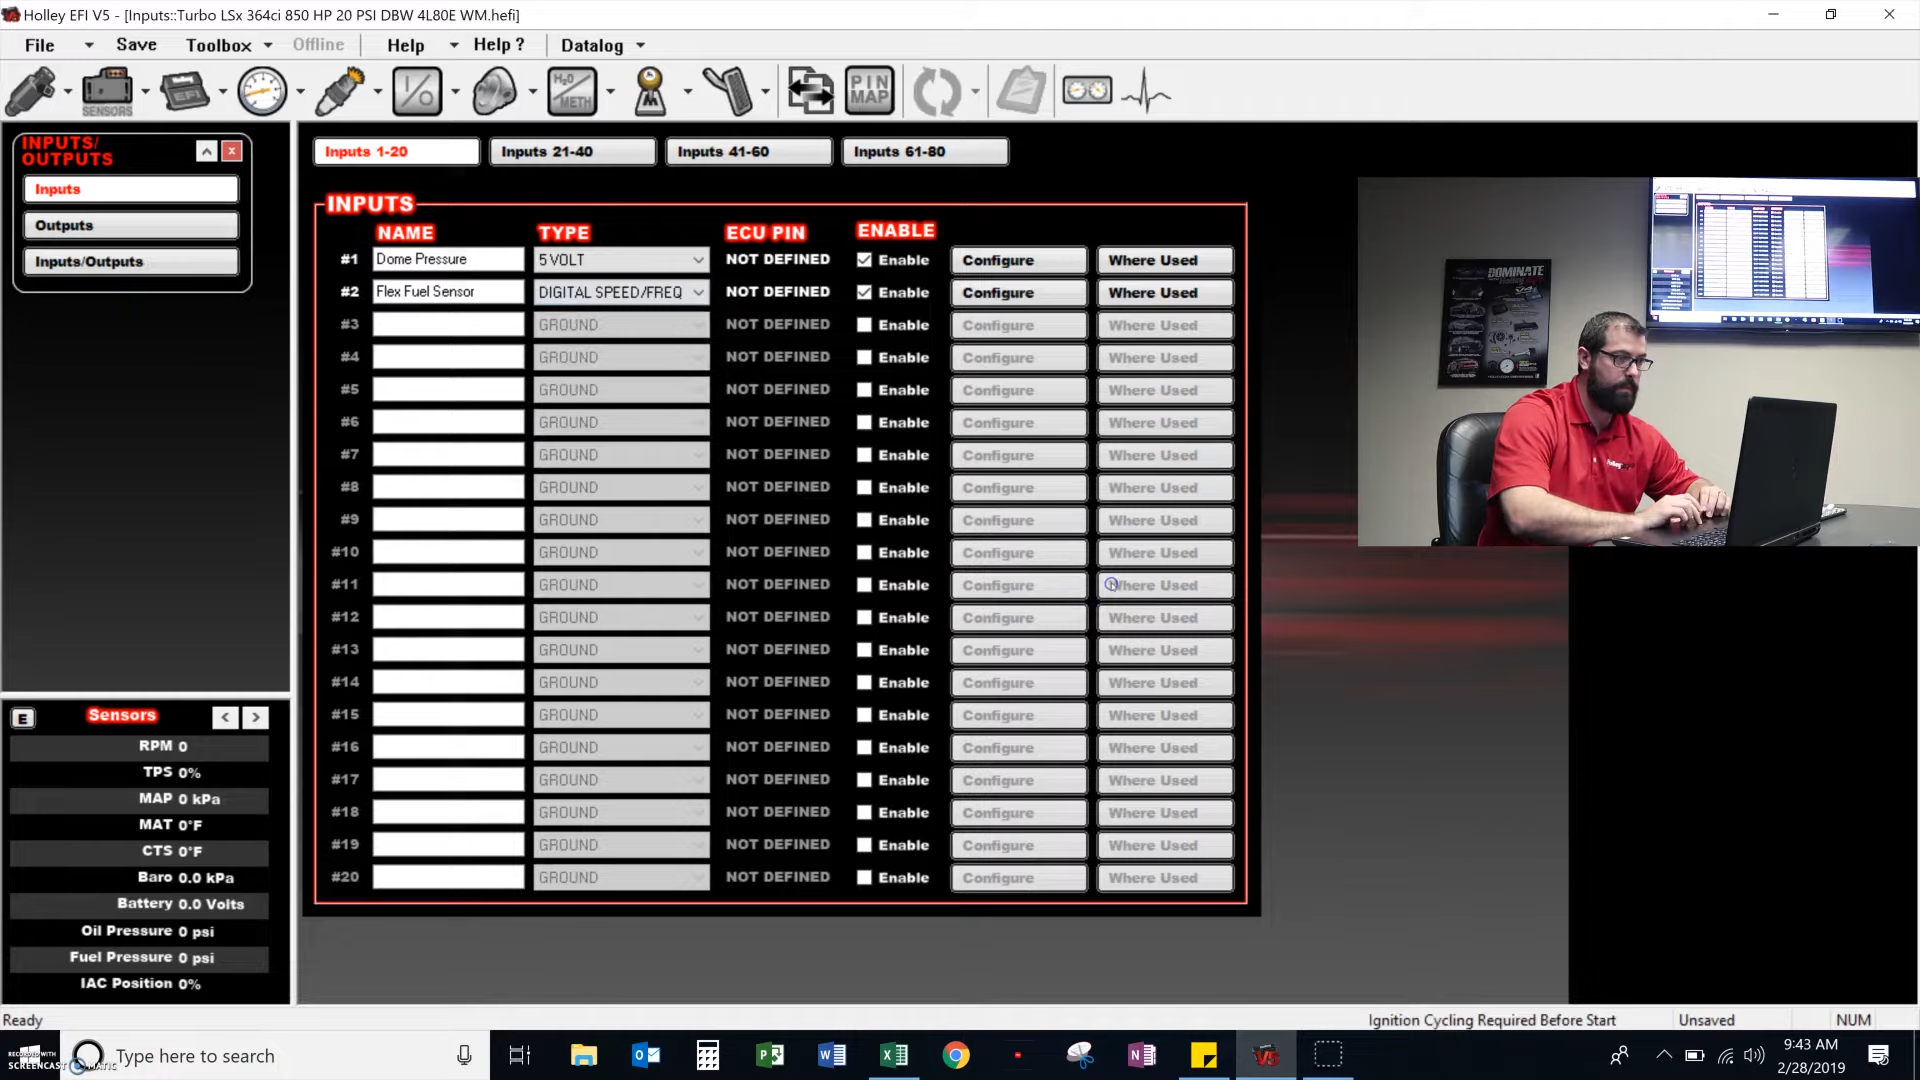 Holley EFI V5 - [Inputs::Turbo LSx 364ci 850 HP 20 PSI DBW 4L80E WM.hefi]
File Save Toolbox Offline Help Help ? Datalog
SENSORS EFI I/O H2O METH PIN MAP
INPUTS/
OUTPUTS
Inputs
Outputs
Inputs/Outputs
Inputs 1-20 Inputs 21-40 Inputs 41-60 Inputs 61-80
INPUTS
NAME TYPE ECU PIN ENABLE
#1 Dome Pressure 5 VOLT NOT DEFINED Enable Configure Where Used
#2 Flex Fuel Sensor DIGITAL SPEED/FREQ NOT DEFINED Enable Configure Where Used
#3 GROUND NOT DEFINED Enable Configure Where Used
#4 GROUND NOT DEFINED Enable Configure Where Used
#5 GROUND NOT DEFINED Enable Configure Where Used
#6 GROUND NOT DEFINED Enable Configure Where Used
#7 GROUND NOT DEFINED Enable Configure Where Used
#8 GROUND NOT DEFINED Enable Configure Where Used
#9 GROUND NOT DEFINED Enable Configure Where Used
#10 GROUND NOT DEFINED Enable Configure Where Used
#11 GROUND NOT DEFINED Enable Configure Where Used
#12 GROUND NOT DEFINED Enable Configure Where Used
#13 GROUND NOT DEFINED Enable Configure Where Used
#14 GROUND NOT DEFINED Enable Configure Where Used
#15 GROUND NOT DEFINED Enable Configure Where Used
#16 GROUND NOT DEFINED Enable Configure Where Used
#17 GROUND NOT DEFINED Enable Configure Where Used
#18 GROUND NOT DEFINED Enable Configure Where Used
#19 GROUND NOT DEFINED Enable Configure Where Used
#20 GROUND NOT DEFINED Enable Configure Where Used
DOMINATE
E Sensors < >
RPM 0
TPS 0%
MAP 0 kPa
MAT 0°F
CTS 0°F
Baro 0.0 kPa
Battery 0.0 Volts
Oil Pressure 0 psi
Fuel Pressure 0 psi
IAC Position 0%
Ready Ignition Cycling Required Before Start Unsaved NUM
RECORDED WITH
SCREENCAST MATIC
Type here to search
V5
9:43 AM
2/28/2019